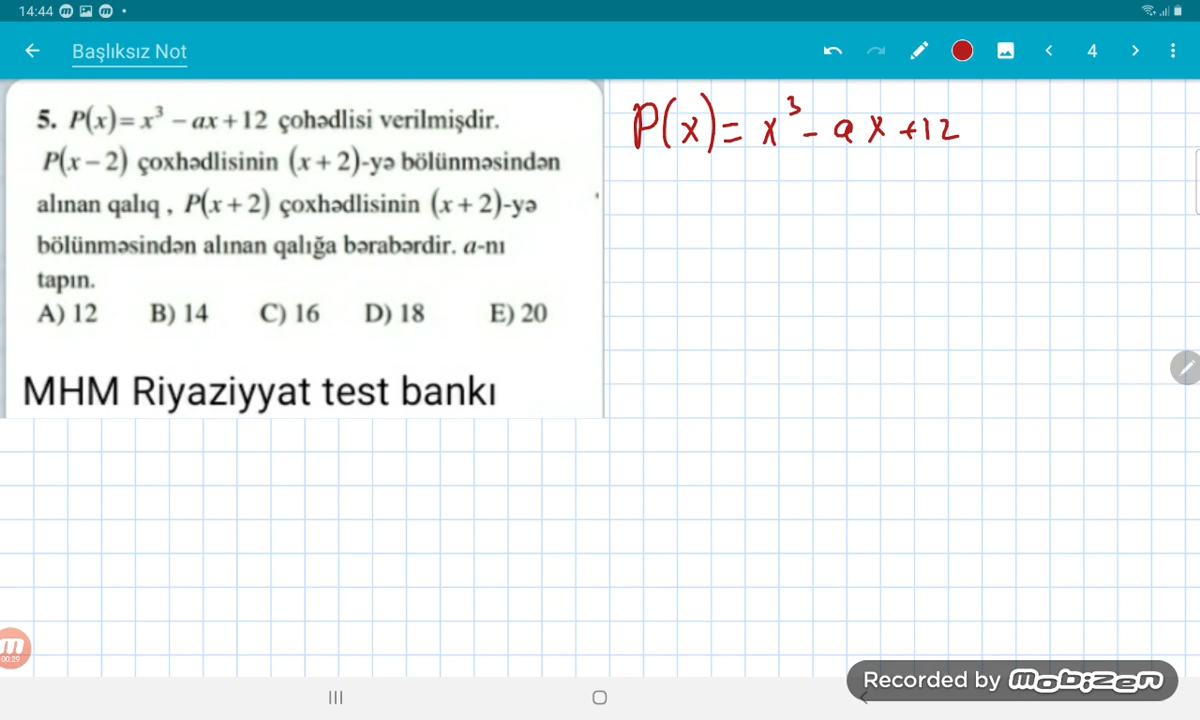 14:44
Başlıksız Not
4
5. P(x)=x³ – ax+12 çohədlisi verilmişdir.
P(x–2) çoxhədlisinin (x+2)-yə bölünməsindən
alınan qalıq , P(x+2) çoxhədlisinin (x+2)-yə
bölünməsindən alınan qalığa bərabərdir. a-nı
tapın.
A) 12 B) 14 C) 16 D) 18 E) 20
MHM Riyaziyyat test bankı
P(x)= x³- ax+12
00:29
Recorded by mobizen